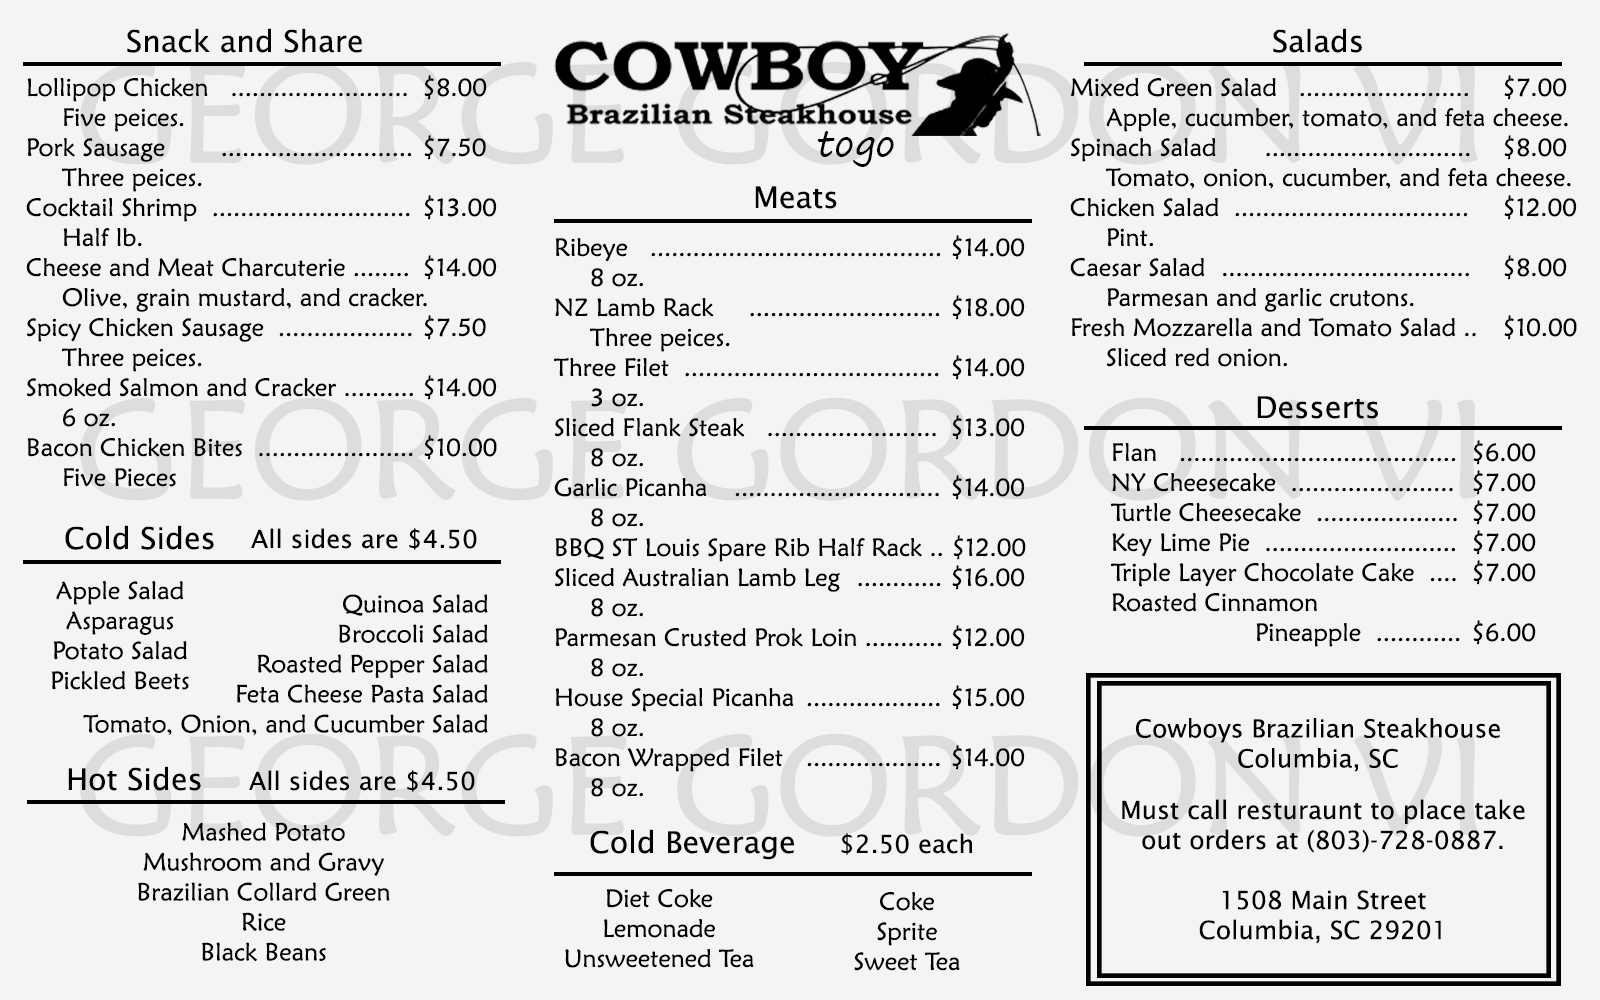 Snack and Share
Lollipop Chicken ......................... $8.00
Five peices.
Pork Sausage ........................... $7.50
Three peices.
Cocktail Shrimp ............................ $13.00
Half lb.
Cheese and Meat Charcuterie ........ $14.00
Olive, grain mustard, and cracker.
Spicy Chicken Sausage ................... $7.50
Three peices.
Smoked Salmon and Cracker .......... $14.00
6 oz.
Bacon Chicken Bites ...................... $10.00
Five Pieces
Cold Sides All sides are $4.50
Apple Salad
Asparagus
Potato Salad
Pickled Beets
Quinoa Salad
Broccoli Salad
Roasted Pepper Salad
Feta Cheese Pasta Salad
Tomato, Onion, and Cucumber Salad
Hot Sides All sides are $4.50
Mashed Potato
Mushroom and Gravy
Brazilian Collard Green
Rice
Black Beans
COWBOY
Brazilian Steakhouse
togo
Meats
Ribeye ......................................... $14.00
8 oz.
NZ Lamb Rack ........................... $18.00
Three peices.
Three Filet .................................... $14.00
3 oz.
Sliced Flank Steak ........................ $13.00
8 oz.
Garlic Picanha ............................. $14.00
8 oz.
BBQ ST Louis Spare Rib Half Rack .. $12.00
Sliced Australian Lamb Leg ............ $16.00
8 oz.
Parmesan Crusted Prok Loin ........... $12.00
8 oz.
House Special Picanha ................... $15.00
8 oz.
Bacon Wrapped Filet ................... $14.00
8 oz.
Cold Beverage $2.50 each
Diet Coke
Lemonade
Unsweetened Tea
Coke
Sprite
Sweet Tea
Salads
Mixed Green Salad ........................ $7.00
Apple, cucumber, tomato, and feta cheese.
Spinach Salad ............................. $8.00
Tomato, onion, cucumber, and feta cheese.
Chicken Salad ................................. $12.00
Pint.
Caesar Salad ................................... $8.00
Parmesan and garlic crutons.
Fresh Mozzarella and Tomato Salad .. $10.00
Sliced red onion.
Desserts
Flan ....................................... $6.00
NY Cheesecake ....................... $7.00
Turtle Cheesecake .................... $7.00
Key Lime Pie ........................... $7.00
Triple Layer Chocolate Cake .... $7.00
Roasted Cinnamon
Pineapple ............ $6.00
Cowboys Brazilian Steakhouse
Columbia, SC
Must call resturaunt to place take
out orders at (803)-728-0887.
1508 Main Street
Columbia, SC 29201
GEORGE GORDON VI
GEORGE GORDON VI
GEORGE GORDON VI